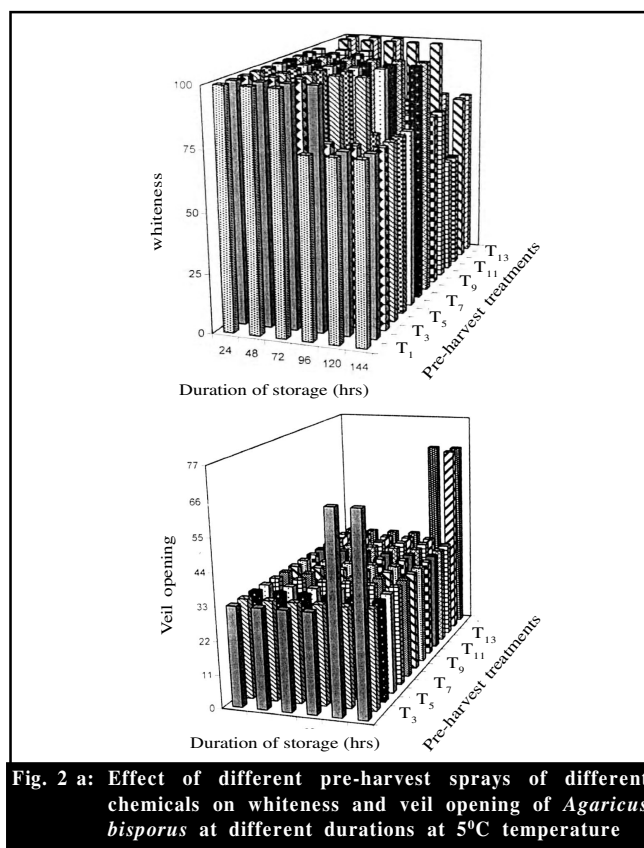 100
75
50
25
0
whiteness
24 48 72 96 120 144
Duration of storage (hrs)
T1
T3
T5
T7
T9
T11
T13
Pre-harvest treatments
77
66
55
44
33
22
11
0
Veil opening
Duration of storage (hrs)
T3
T5
T7
T9
T11
T13
Pre-harvest treatments
Fig. 2 a: Effect of different pre-harvest sprays of different
chemicals on whiteness and veil opening of Agaricus
bisporus at different durations at 5⁰C temperature